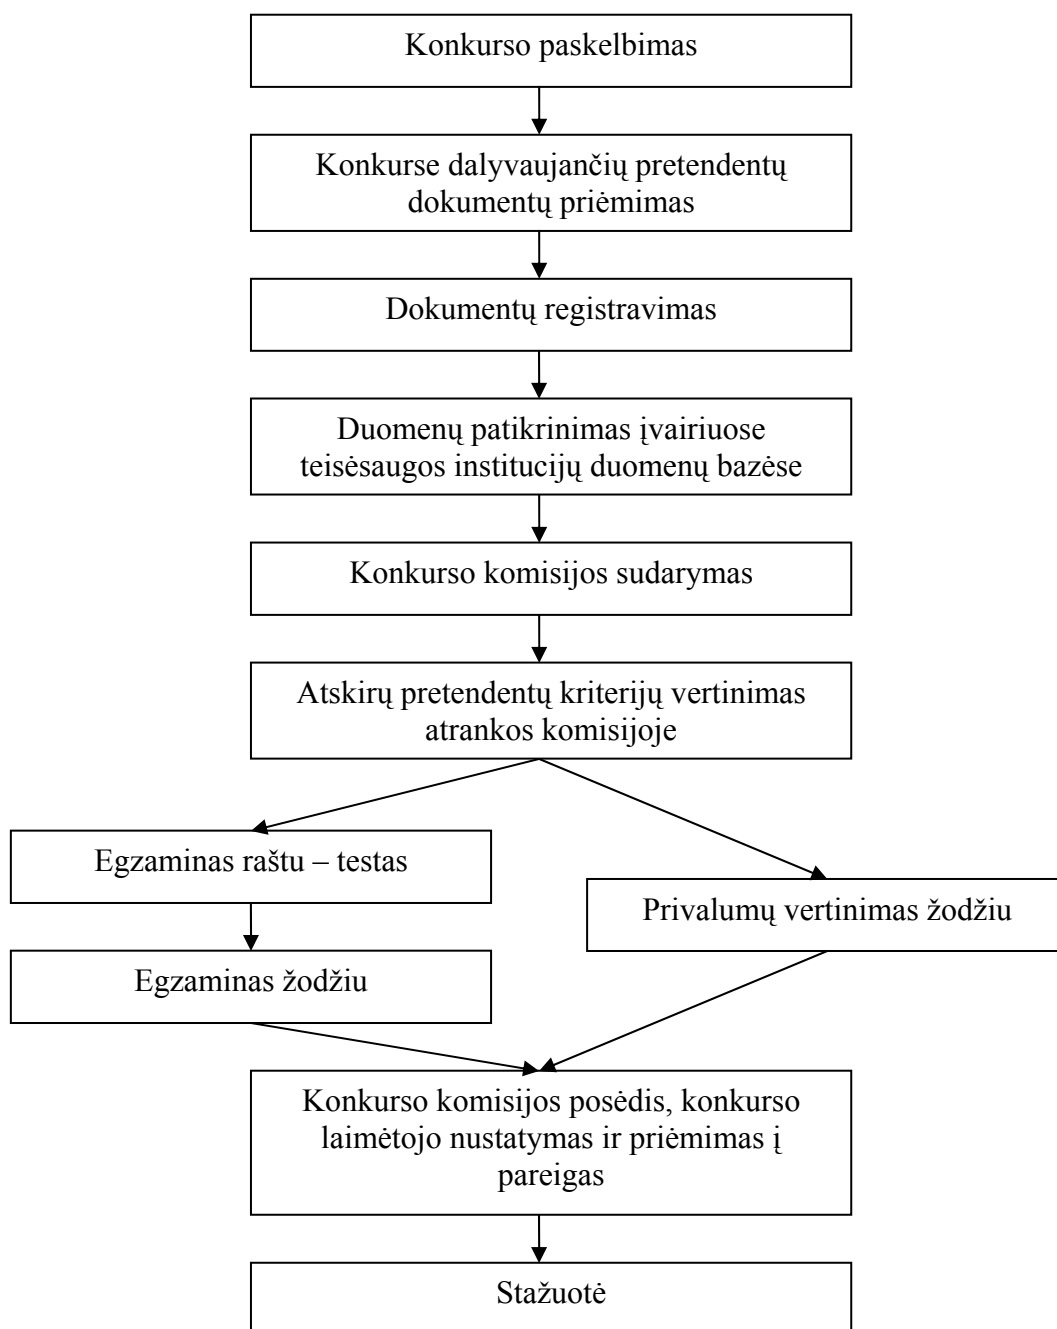 Konkurso paskelbimas
Konkurse dalyvaujančių pretendentų
dokumentų priėmimas
Dokumentų registravimas
Duomenų patikrinimas įvairiuose
teisėsaugos institucijų duomenų bazėse
Konkurso komisijos sudarymas
Atskirų pretendentų kriterijų vertinimas
atrankos komisijoje
Egzaminas raštu – testas
Privalumų vertinimas žodžiu
Egzaminas žodžiu
Konkurso komisijos posėdis, konkurso
laimėtojo nustatymas ir priėmimas į
pareigas
Stažuotė